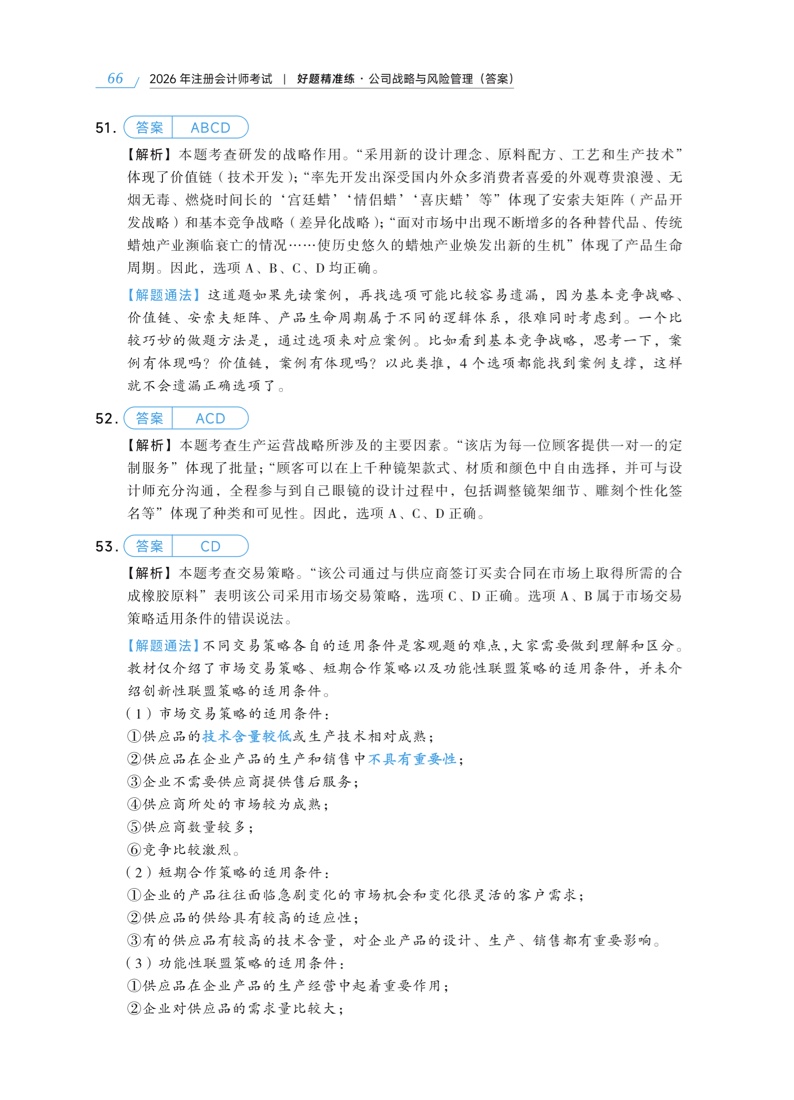 66 2026 年注册会计师考试 | 好题精准练·公司战略与风险管理（答案）
51. 答案 ABCD
【解析】本题考查研发的战略作用。“采用新的设计理念、原料配方、工艺和生产技术”
体现了价值链（技术开发）；“率先开发出深受国内外众多消费者喜爱的外观尊贵浪漫、无
烟无毒、燃烧时间长的‘宫廷蜡’‘情侣蜡’‘喜庆蜡’等”体现了安索夫矩阵（产品开
发战略）和基本竞争战略（差异化战略）；“面对市场中出现不断增多的各种替代品、传统
蜡烛产业濒临衰亡的情况……使历史悠久的蜡烛产业焕发出新的生机”体现了产品生命
周期。因此，选项 A、B、C、D 均正确。
【解题通法】这道题如果先读案例，再找选项可能比较容易遗漏，因为基本竞争战略、
价值链、安索夫矩阵、产品生命周期属于不同的逻辑体系，很难同时考虑到。一个比
较巧妙的做题方法是，通过选项来对应案例。比如看到基本竞争战略，思考一下，案
例有体现吗？价值链，案例有体现吗？以此类推，4 个选项都能找到案例支撑，这样
就不会遗漏正确选项了。
52. 答案 ACD
【解析】本题考查生产运营战略所涉及的主要因素。“该店为每一位顾客提供一对一的定
制服务”体现了批量；“顾客可以在上千种镜架款式、材质和颜色中自由选择，并可与设
计师充分沟通，全程参与到自己眼镜的设计过程中，包括调整镜架细节、雕刻个性化签
名等”体现了种类和可见性。因此，选项 A、C、D 正确。
53. 答案 CD
【解析】本题考查交易策略。“该公司通过与供应商签订买卖合同在市场上取得所需的合
成橡胶原料”表明该公司采用市场交易策略，选项 C、D 正确。选项 A、B 属于市场交易
策略适用条件的错误说法。
【解题通法】不同交易策略各自的适用条件是客观题的难点，大家需要做到理解和区分。
教材仅介绍了市场交易策略、短期合作策略以及功能性联盟策略的适用条件，并未介
绍创新性联盟策略的适用条件。
（1）市场交易策略的适用条件：
①供应品的技术含量较低或生产技术相对成熟；
②供应品在企业产品的生产和销售中不具有重要性；
③企业不需要供应商提供售后服务；
④供应商所处的市场较为成熟；
⑤供应商数量较多；
⑥竞争比较激烈。
（2）短期合作策略的适用条件：
①企业的产品往往面临急剧变化的市场机会和变化很灵活的客户需求；
②供应品的供给具有较高的适应性；
③有的供应品有较高的技术含量，对企业产品的设计、生产、销售都有重要影响。
（3）功能性联盟策略的适用条件：
①供应品在企业产品的生产经营中起着重要作用；
②企业对供应品的需求量比较大；